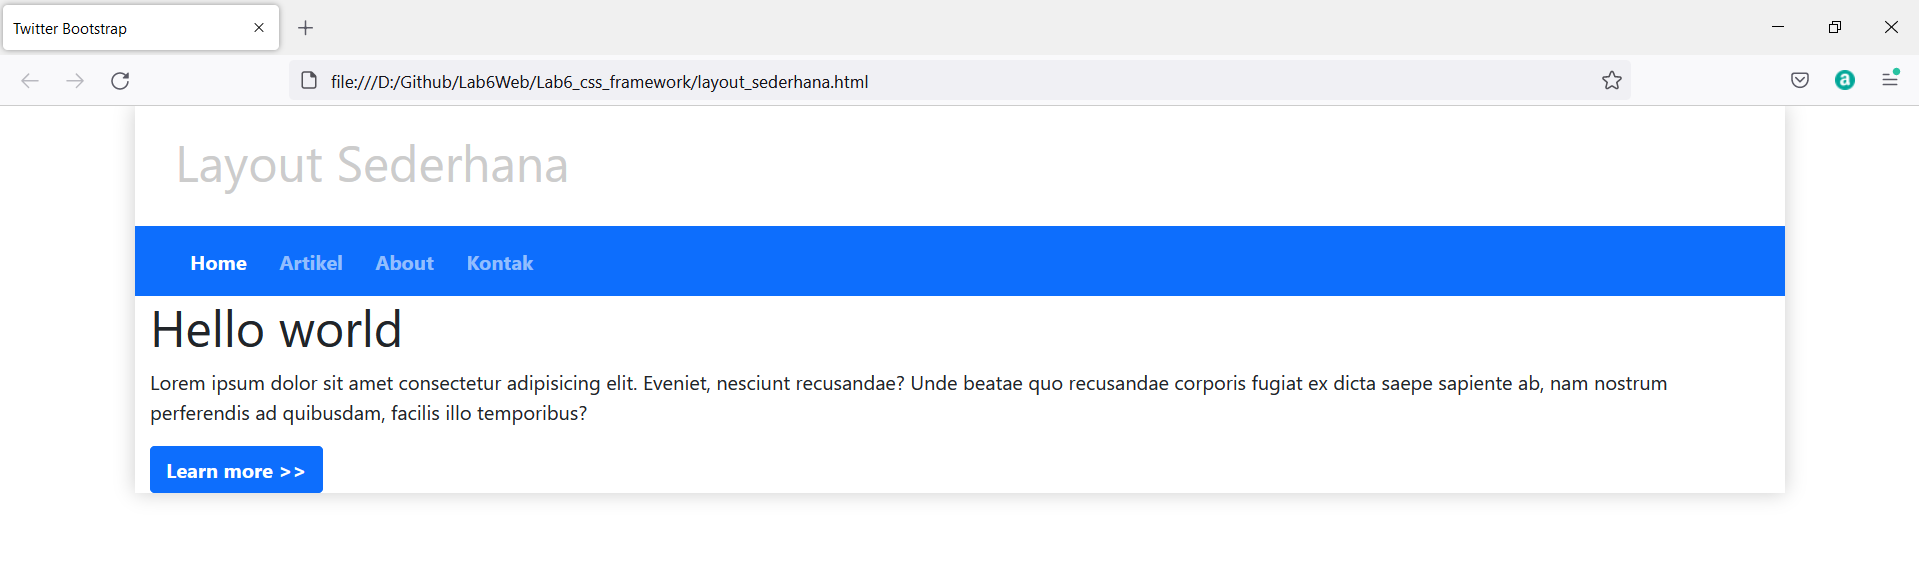 Twitter Bootstrap
file:///D:/Github/Lab6Web/Lab6_css_framework/layout_sederhana.html
a
Layout Sederhana
Home Artikel About Kontak
Hello world
Lorem ipsum dolor sit amet consectetur adipisicing elit. Eveniet, nesciunt recusandae? Unde beatae quo recusandae corporis fugiat ex dicta saepe sapiente ab, nam nostrum
perferendis ad quibusdam, facilis illo temporibus?
Learn more >>